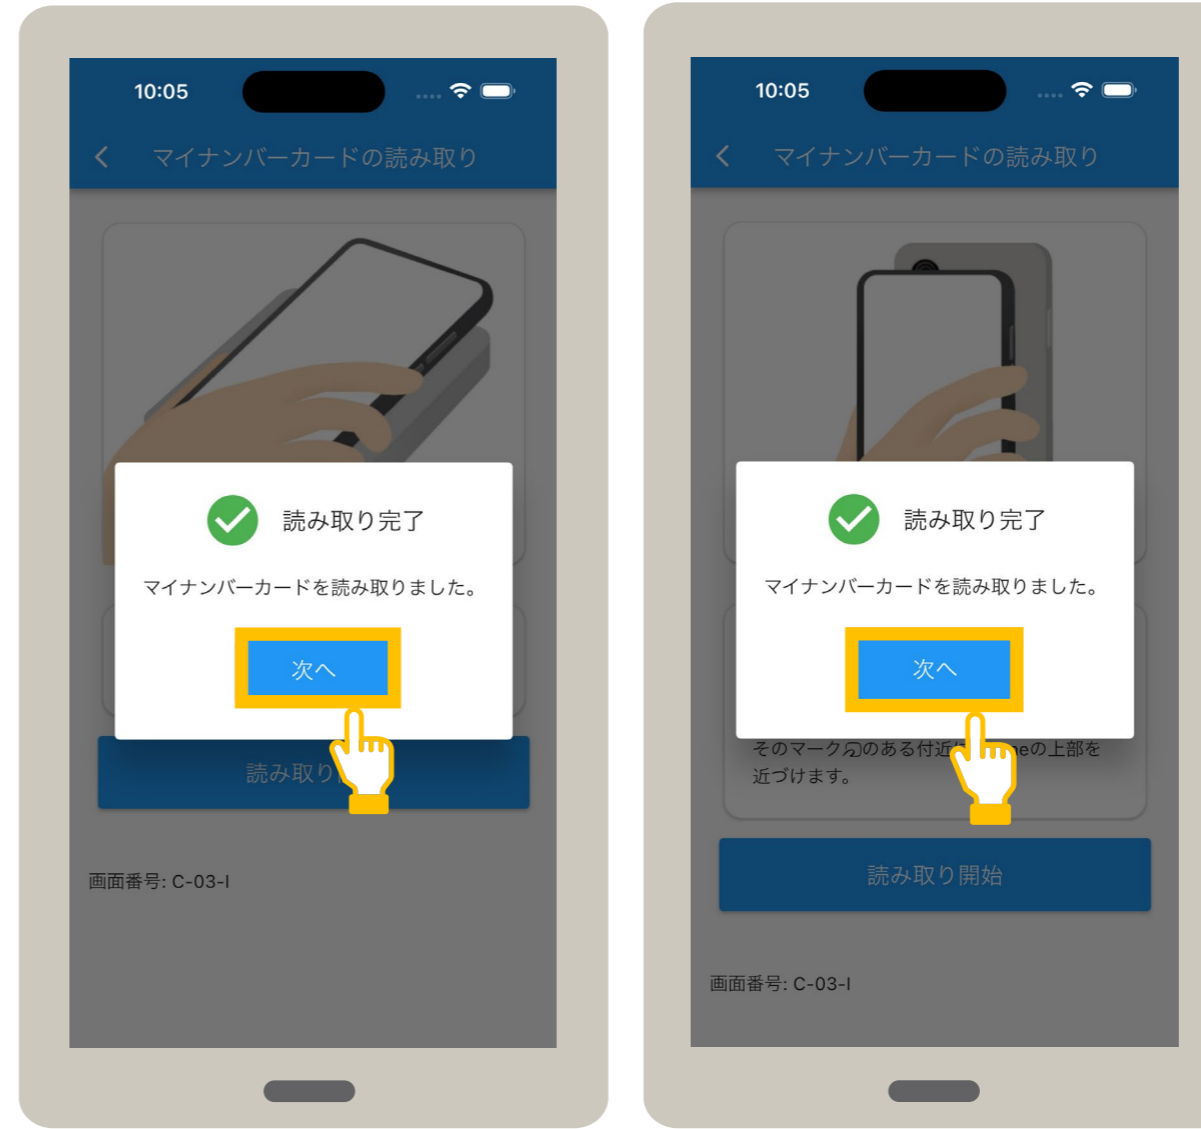 10:05
マイナンバーカードの読み取り
読み取り完了
マイナンバーカードを読み取りました。
次へ
読み取り
画面番号: C-03-I
10:05
マイナンバーカードの読み取り
読み取り完了
マイナンバーカードを読み取りました。
次へ
そのマークのある付近に eの上部を
近づけます。
読み取り開始
画面番号: C-03-I